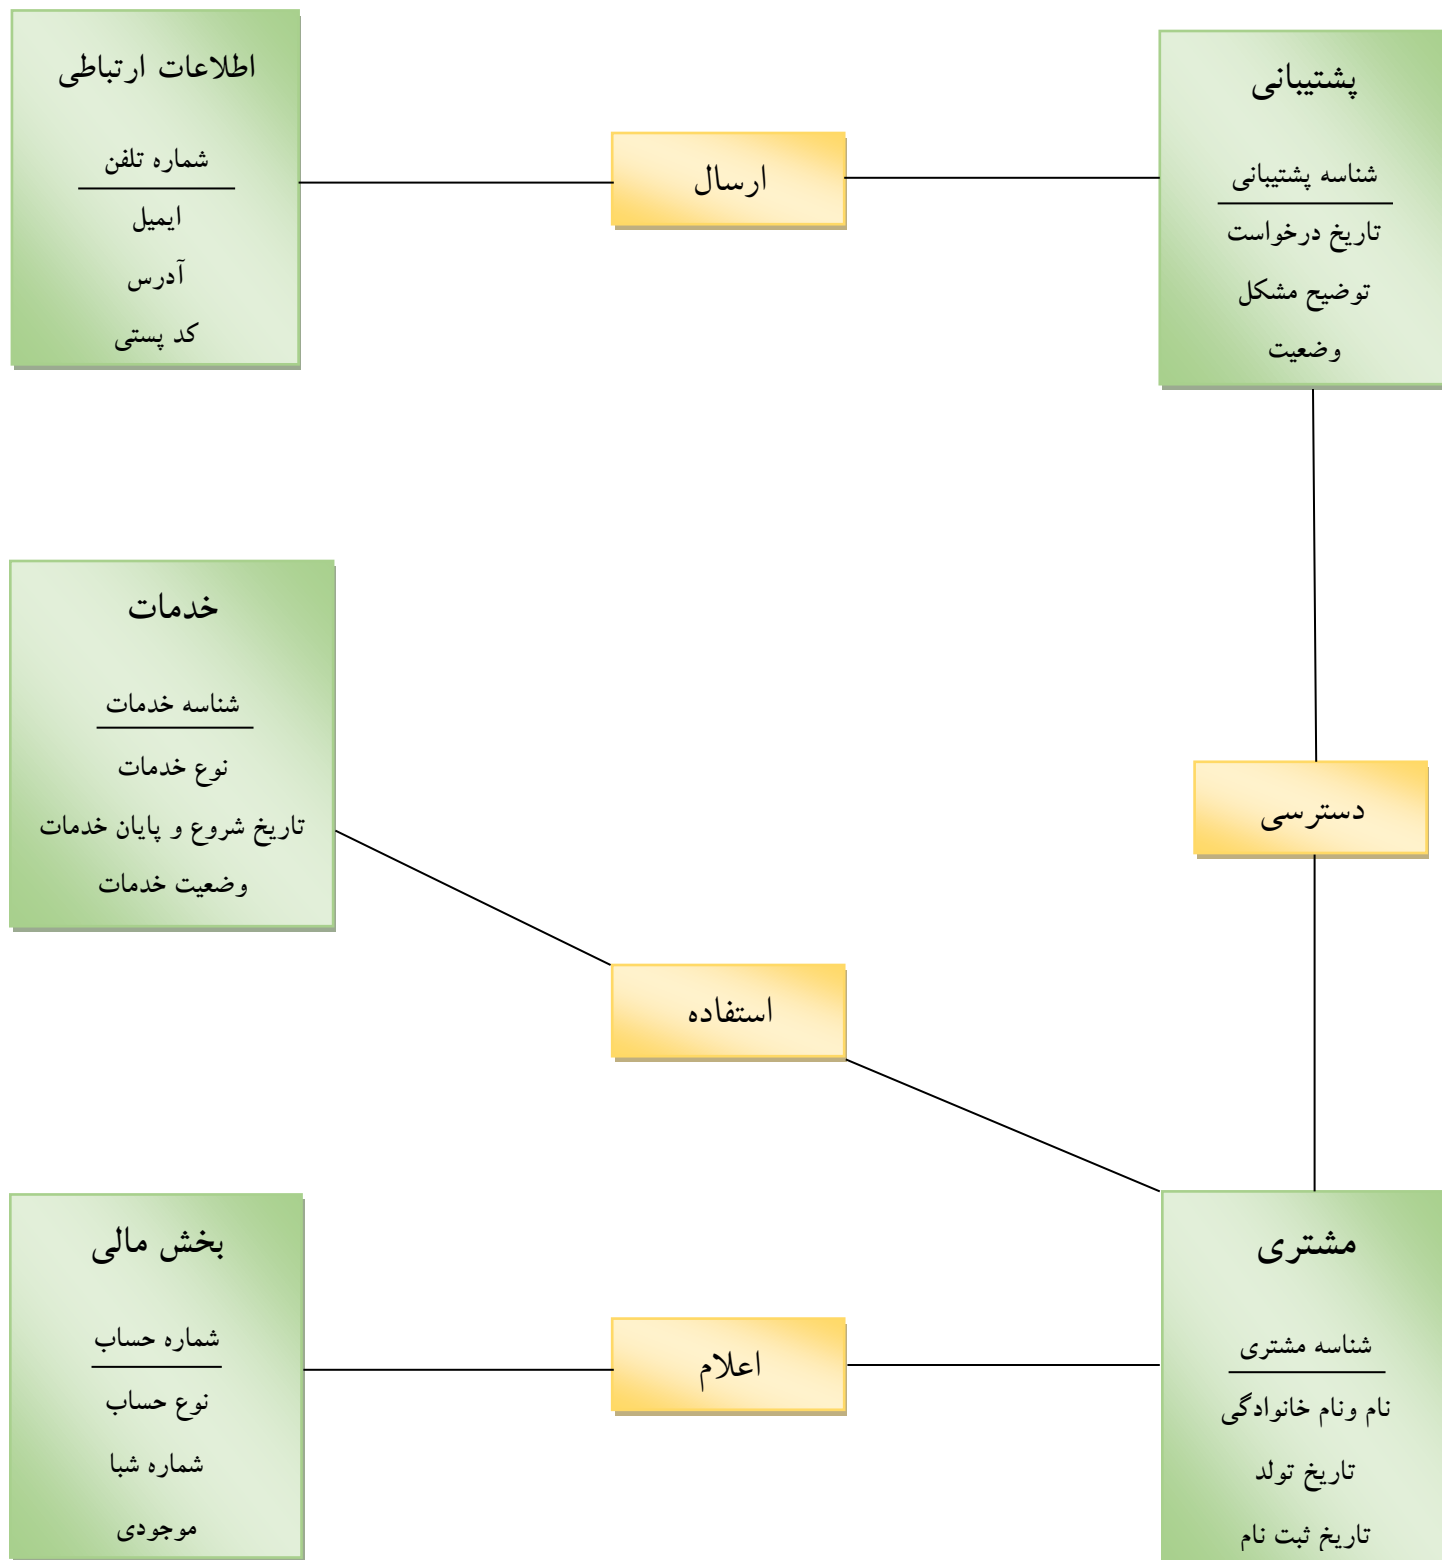 پشتیبانی
شناسه پشتیبانی
تاریخ درخواست
توضیح مشکل
وضعیت
ارسال
اطلاعات ارتباطی
شماره تلفن
ایمیل
آدرس
کد پستی
دسترسی
خدمات
شناسه خدمات
نوع خدمات
تاریخ شروع و پایان خدمات
وضعیت خدمات
استفاده
مشتری
شناسه مشتری
نام ونام خانوادگی
تاریخ تولد
تاریخ ثبت نام
اعلام
بخش مالی
شماره حساب
نوع حساب
شماره شبا
موجودی